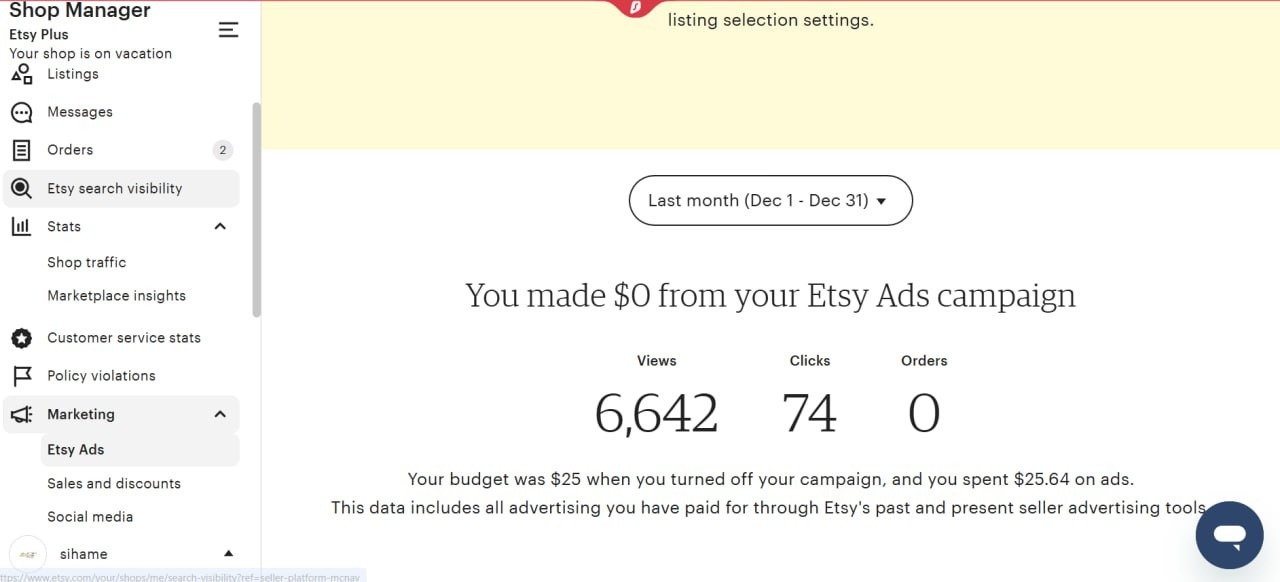 Shop Manager
Etsy Plus
Your shop is on vacation
Listings
Messages
Orders 2
Etsy search visibility
Stats
Shop traffic
Marketplace insights
Customer service stats
Policy violations
Marketing
Etsy Ads
Sales and discounts
Social media
sihame
ttps://www.etsy.com/your/shops/me/search-visibility?ref=seller-platform-mcnav
listing selection settings.
Last month (Dec 1 - Dec 31)
You made $0 from your Etsy Ads campaign
Views Clicks Orders
6,642 74 0
Your budget was $25 when you turned off your campaign, and you spent $25.64 on ads.
This data includes all advertising you have paid for through Etsy's past and present seller advertising tools